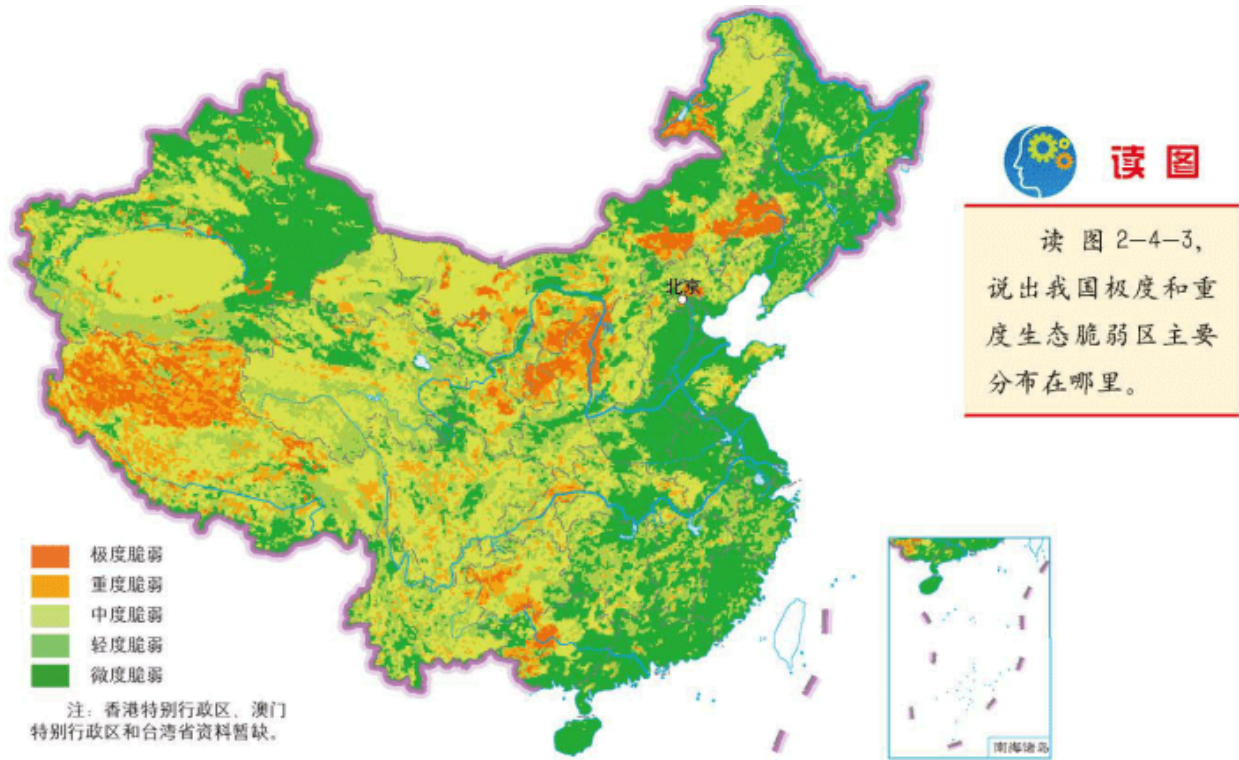 北京
读图
读 图 2-4-3,
说出我国极度和重
度生态脆弱区主要
分布在哪里。
极度脆弱
重度脆弱
中度脆弱
轻度脆弱
微度脆弱
注：香港特别行政区、澳门
特别行政区和台湾省资料暂缺。
南海诸岛